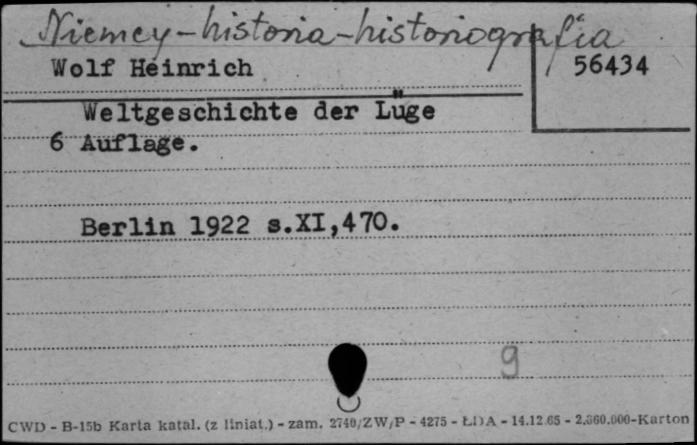 Niemcy-historia-historiografia
Wolf Heinrich
56434
Weltgeschichte der Lüge
6 Auflage.
Berlin 1922 s.XI,470.
9
CWD - B-15b Karta katal. (z liniat.) - zam. 2740/ZW/P - 4275 - ŁDA - 14.12.65 - 2.360.000-Karton